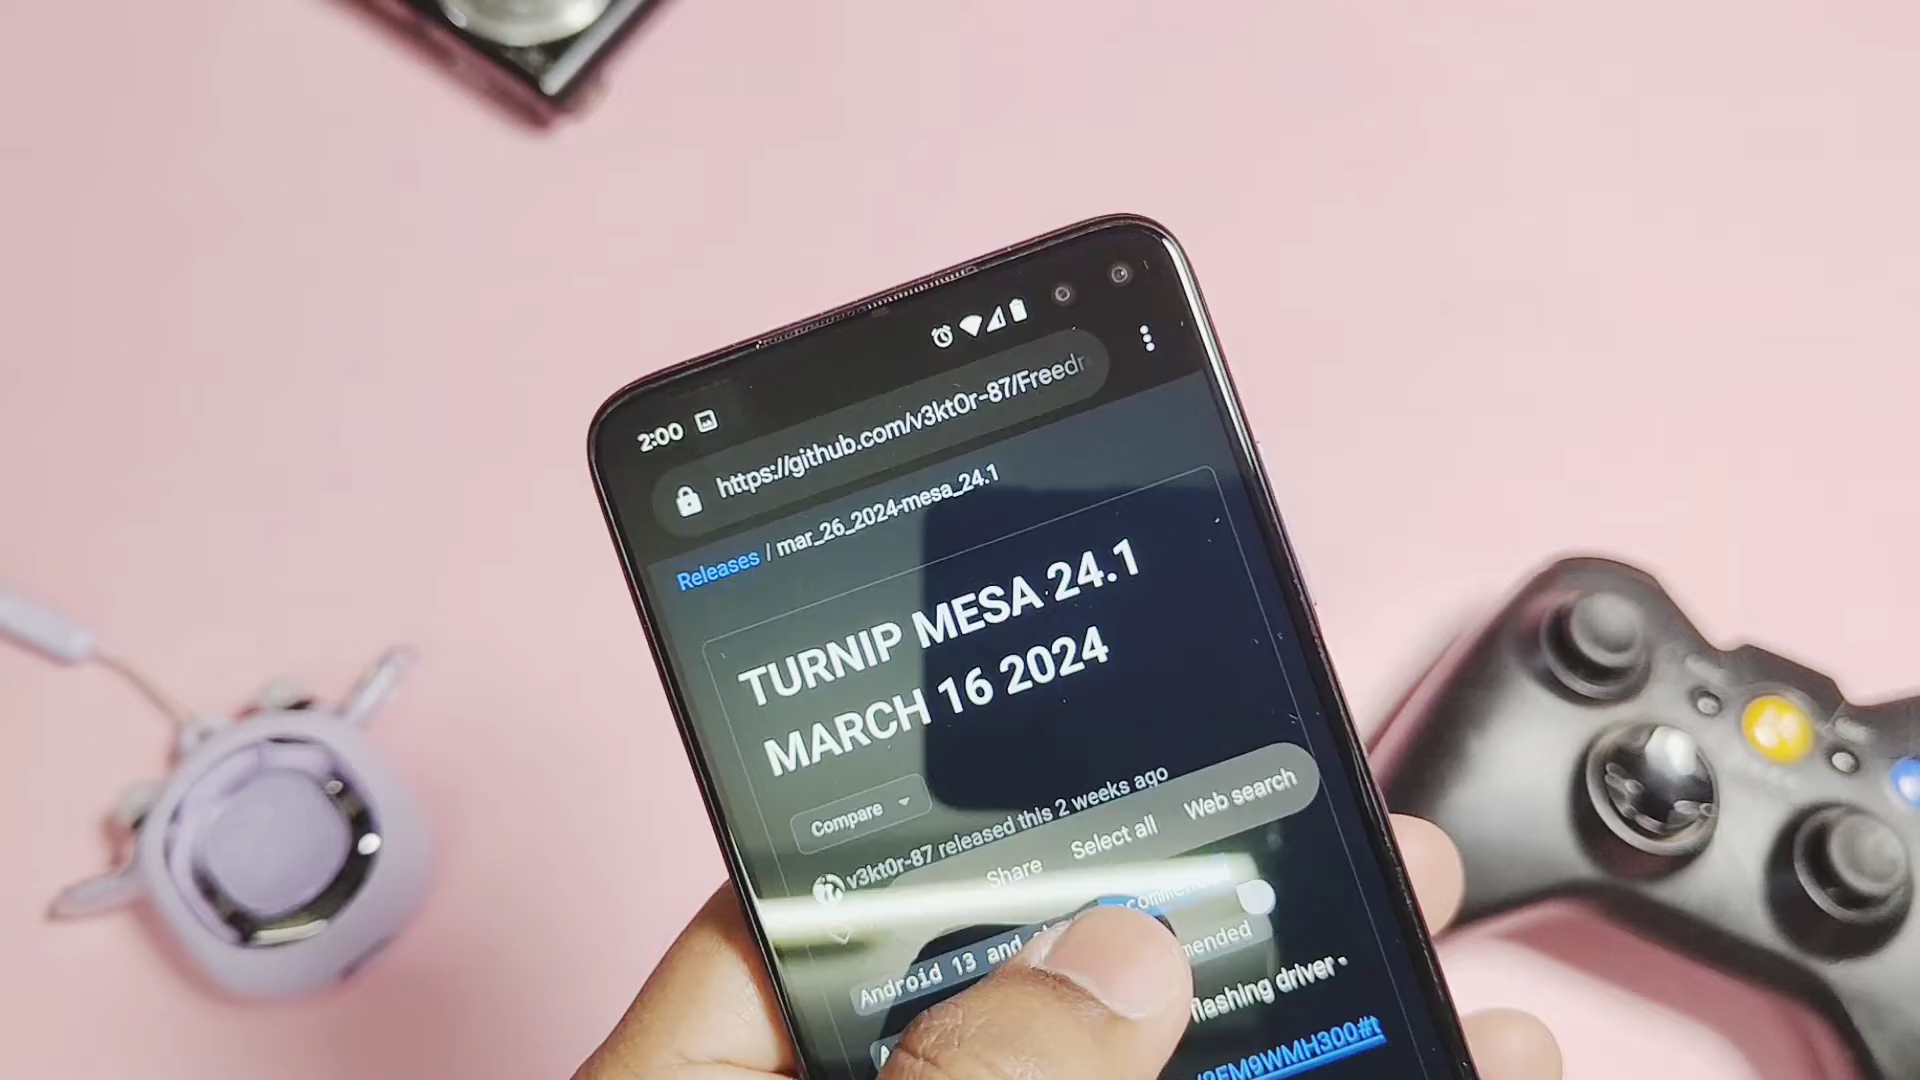 2:00
https://github.com/v3kt0r-87/Freedr
Releases / mar_26_2024-mesa_24.1
TURNIP MESA 24.1
MARCH 16 2024
Compare
v3kt0r-87 released this 2 weeks ago
Share Select all Web search
Android 13 and
flashing driver -